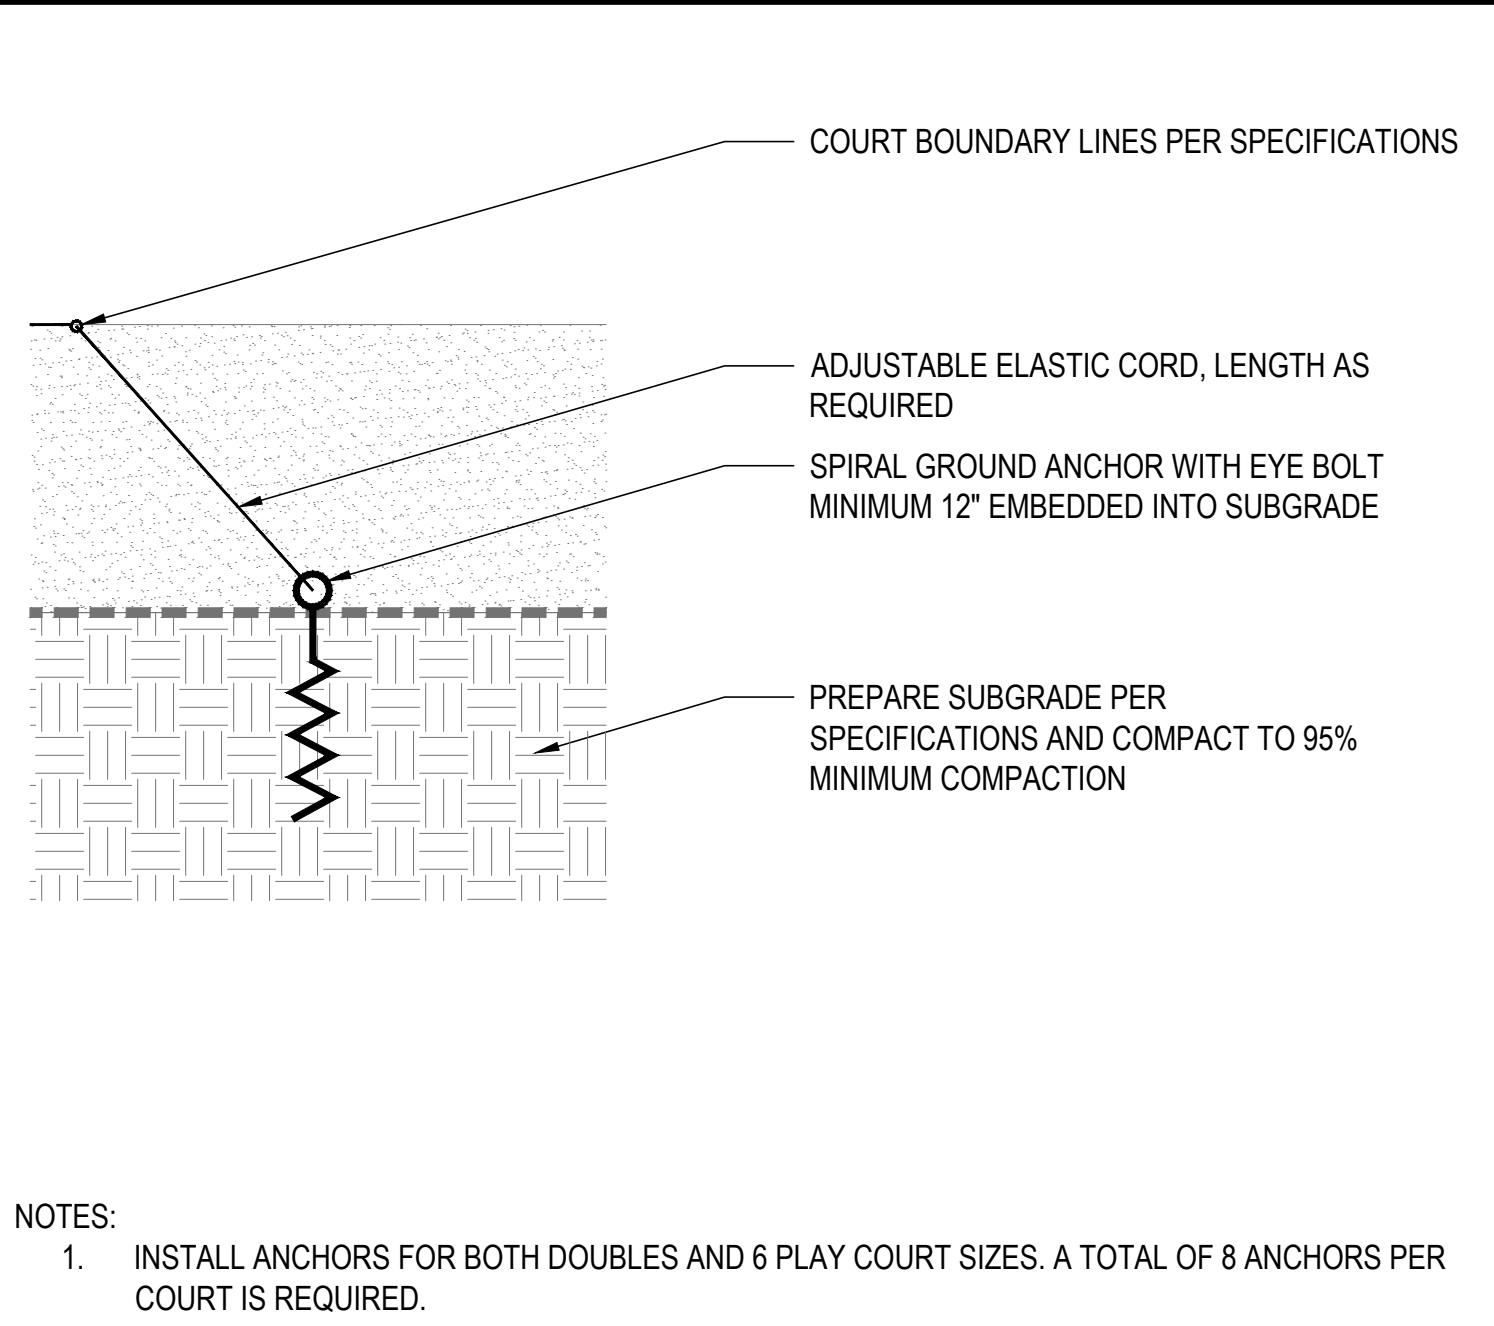 COURT BOUNDARY LINES PER SPECIFICATIONS
ADJUSTABLE ELASTIC CORD, LENGTH AS
REQUIRED
SPIRAL GROUND ANCHOR WITH EYE BOLT
MINIMUM 12" EMBEDDED INTO SUBGRADE
PREPARE SUBGRADE PER
SPECIFICATIONS AND COMPACT TO 95%
MINIMUM COMPACTION
NOTES:
1. INSTALL ANCHORS FOR BOTH DOUBLES AND 6 PLAY COURT SIZES. A TOTAL OF 8 ANCHORS PER
COURT IS REQUIRED.